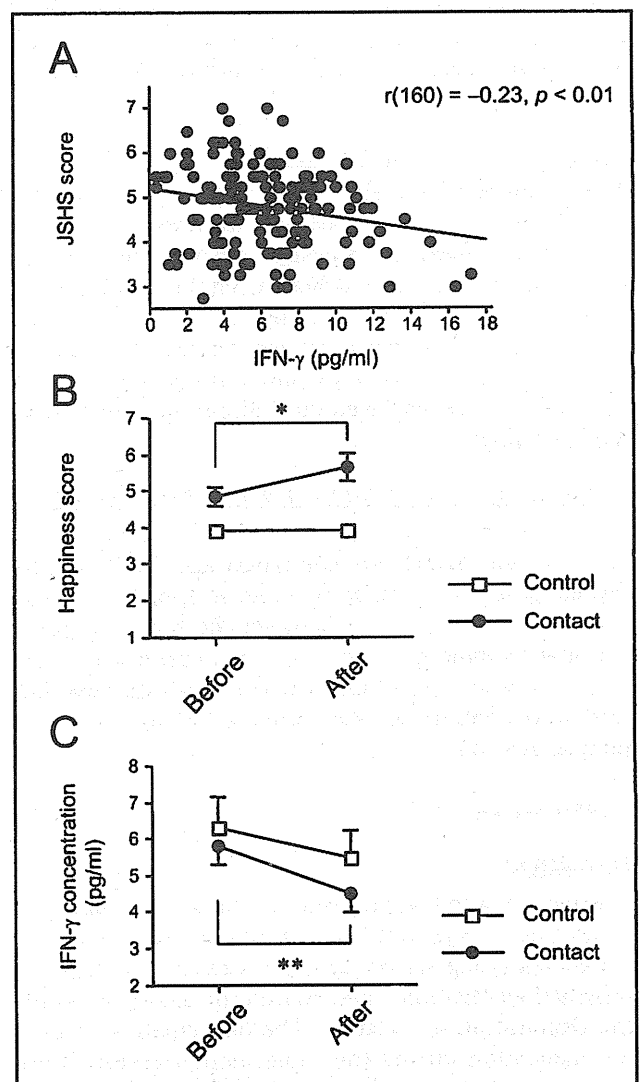 A
r(160) = –0.23, p < 0.01
JSHS score
7
6
5
4
3
0 2 4 6 8 10 12 14 16 18
IFN-γ (pg/ml)
B
*
Happiness score
7
6
5
4
3
2
1
Control
Contact
Before After
C
IFN-γ concentration
(pg/ml)
8
7
6
5
4
3
2
Control
Contact
**
Before After